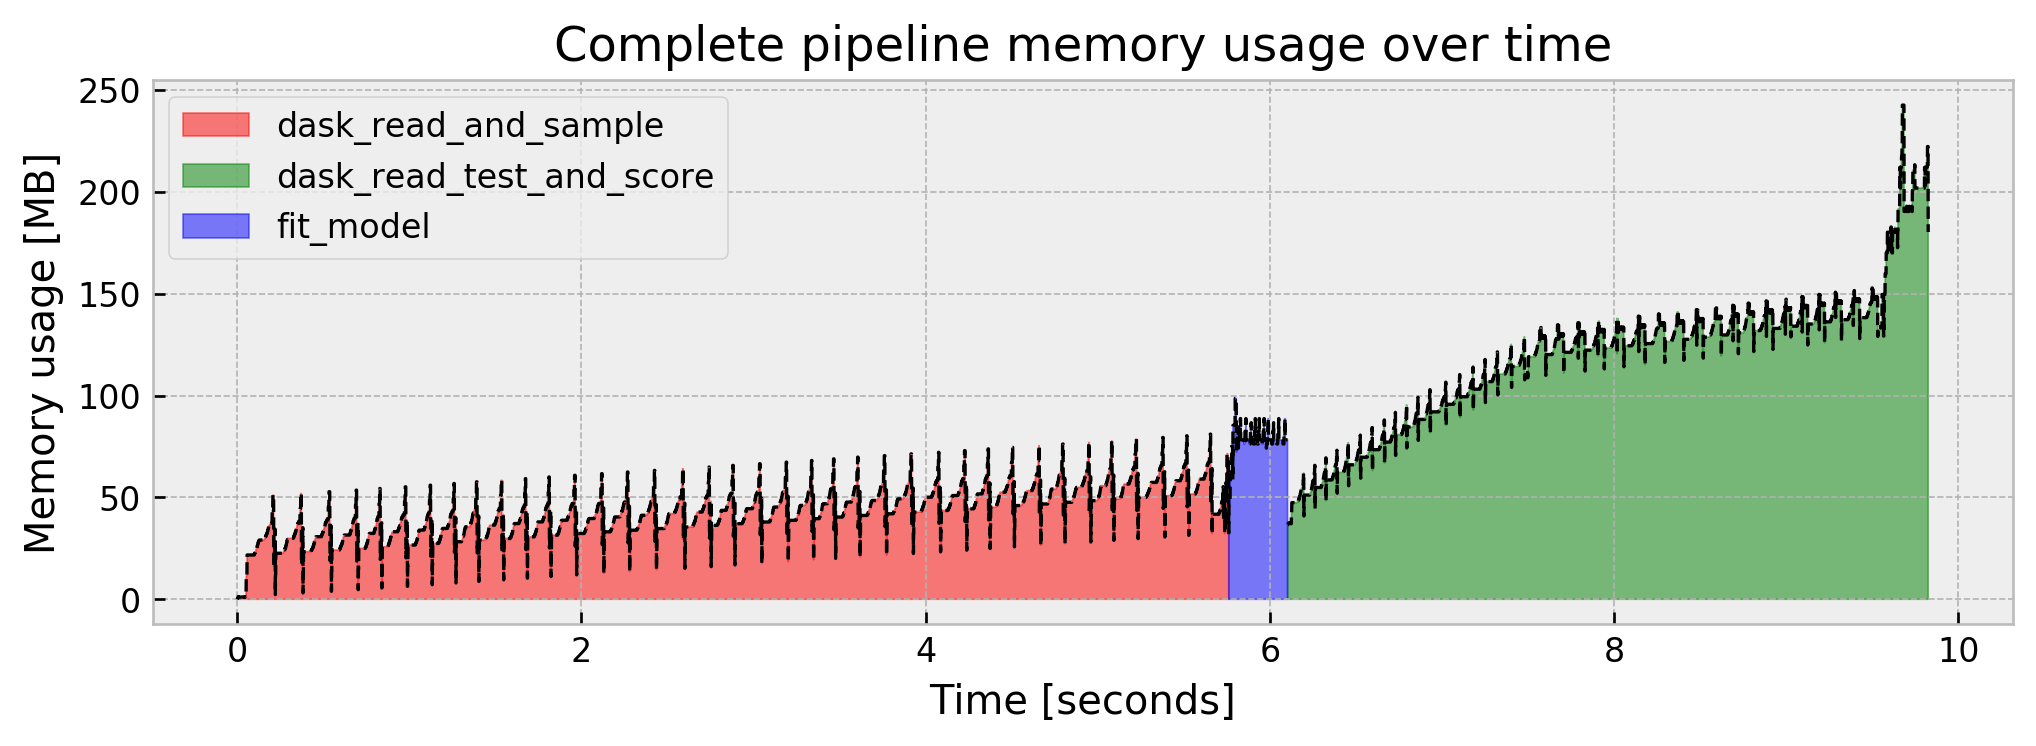 Complete pipeline memory usage over time
Memory usage [MB]
250
200
150
100
50
0
dask_read_and_sample
dask_read_test_and_score
fit_model
0 2 4 6 8 10
Time [seconds]